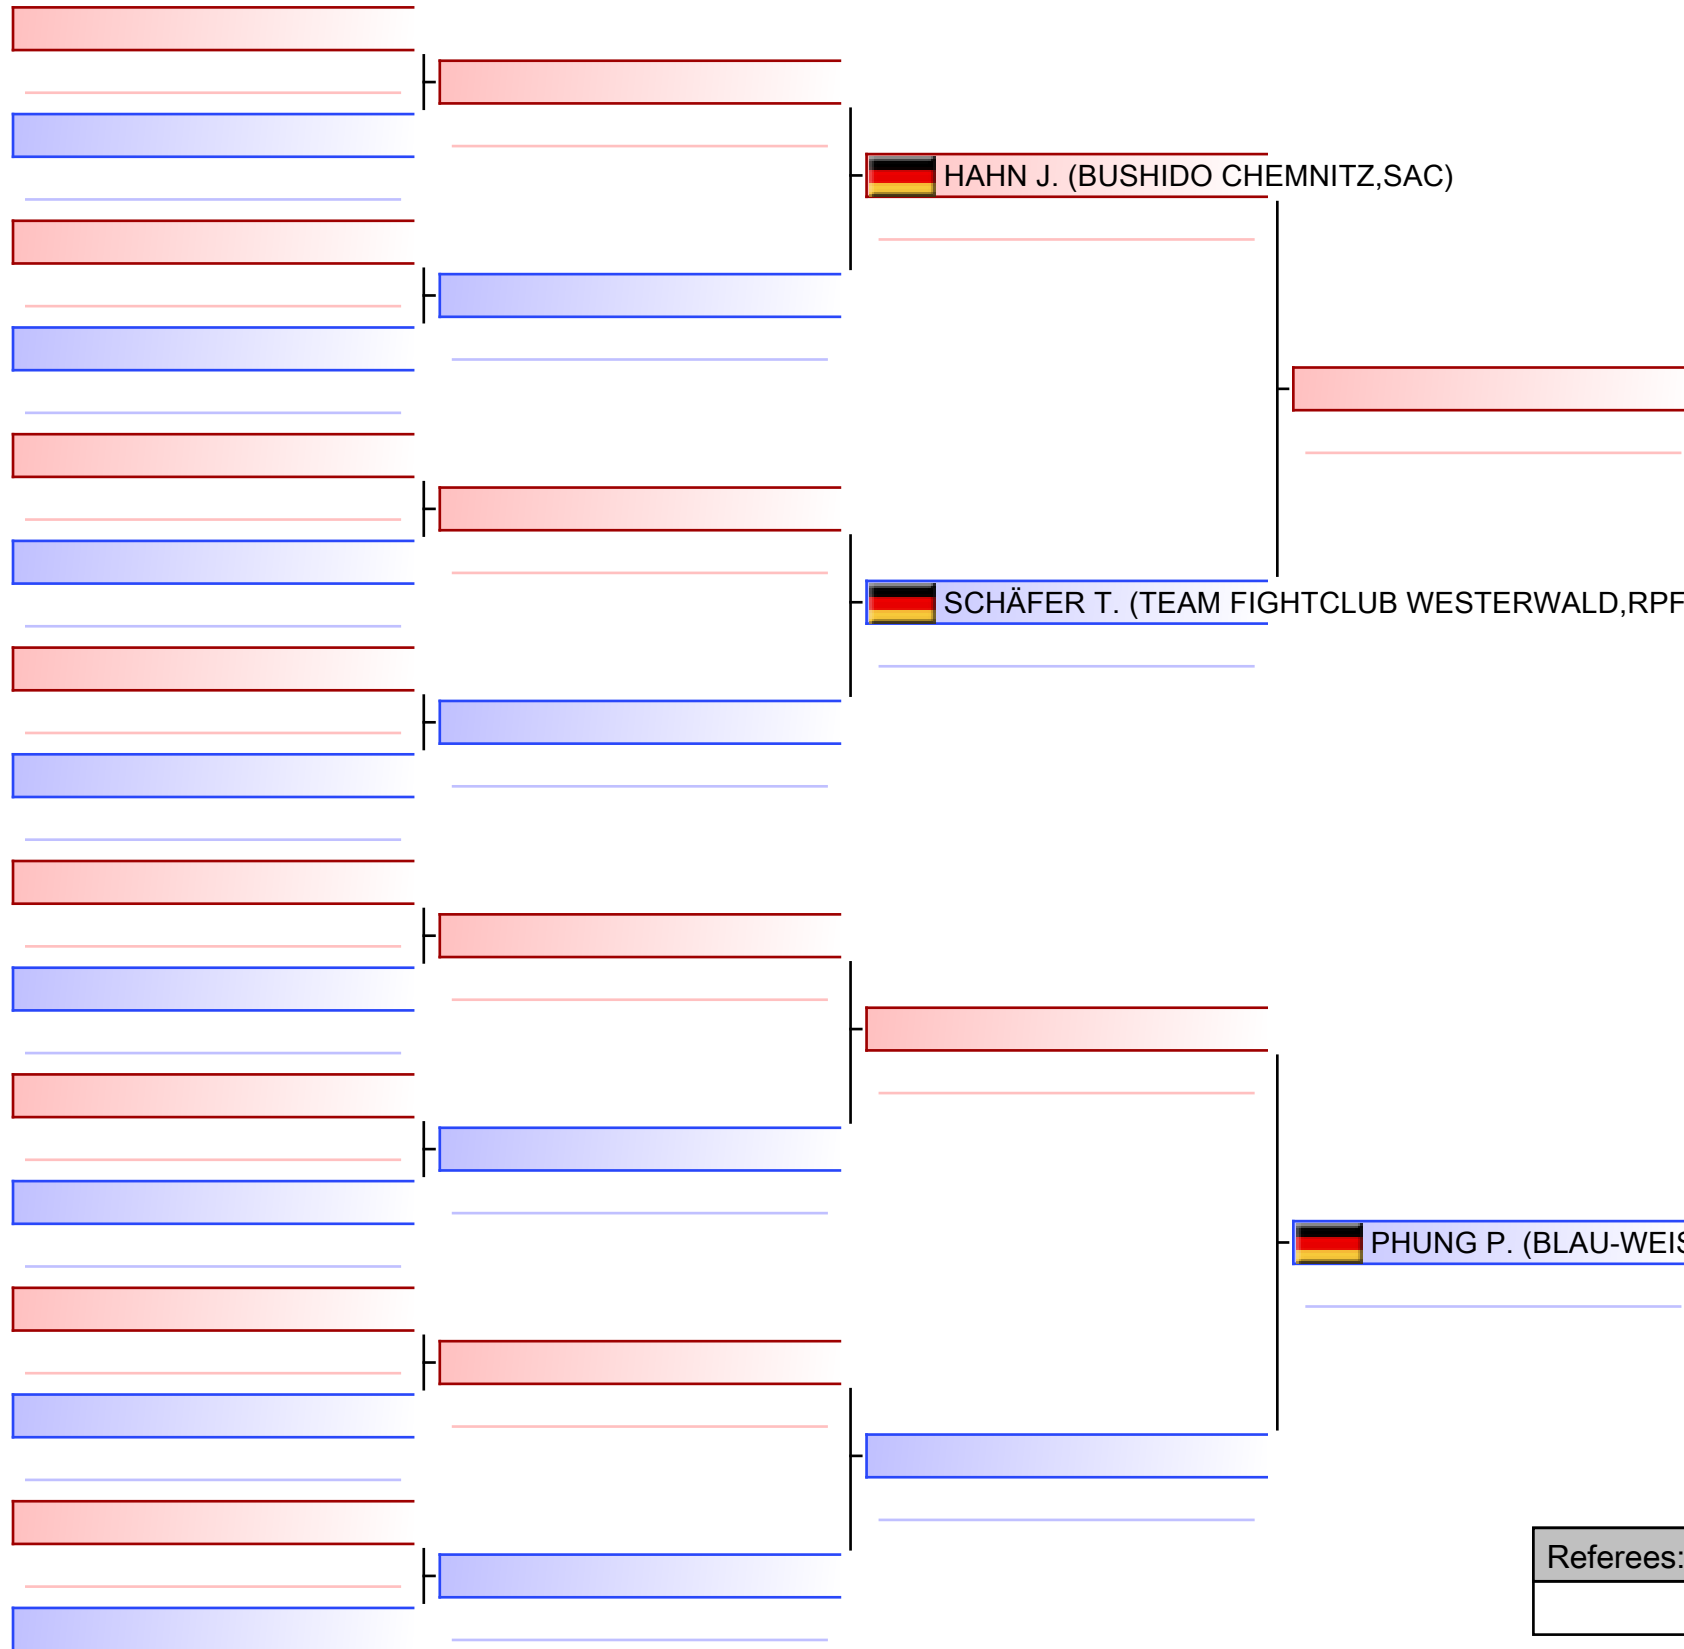 HAHN J. (BUSHIDO CHEMNITZ,SAC)
SCHÄFER T. (TEAM FIGHTCLUB WESTERWALD,RPF
PHUNG P. (BLAU-WEIS
Referees: